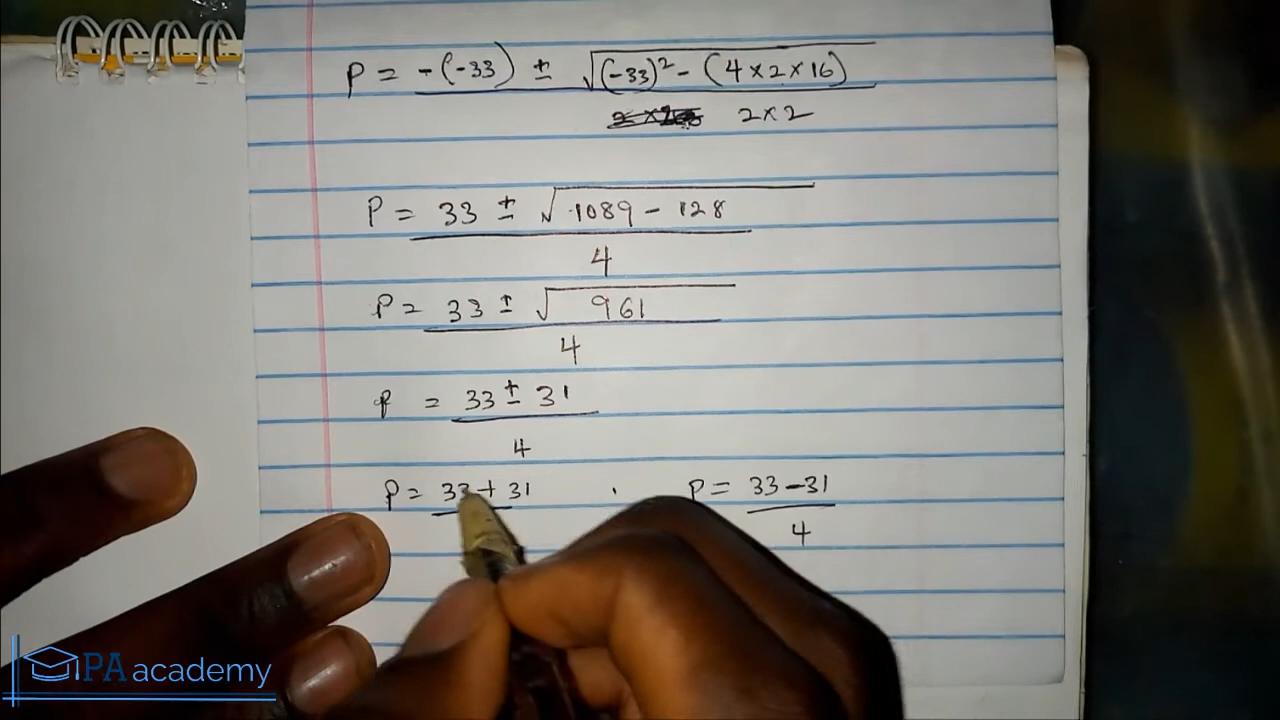 P = -(-33) ± √(-33)² - (4×2×16)
2×2
P = 33 ± √1089 - 128
4
P = 33 ± √961
4
P = 33 ± 31
4
P = 33 + 31 , P = 33 - 31
4
PA academy